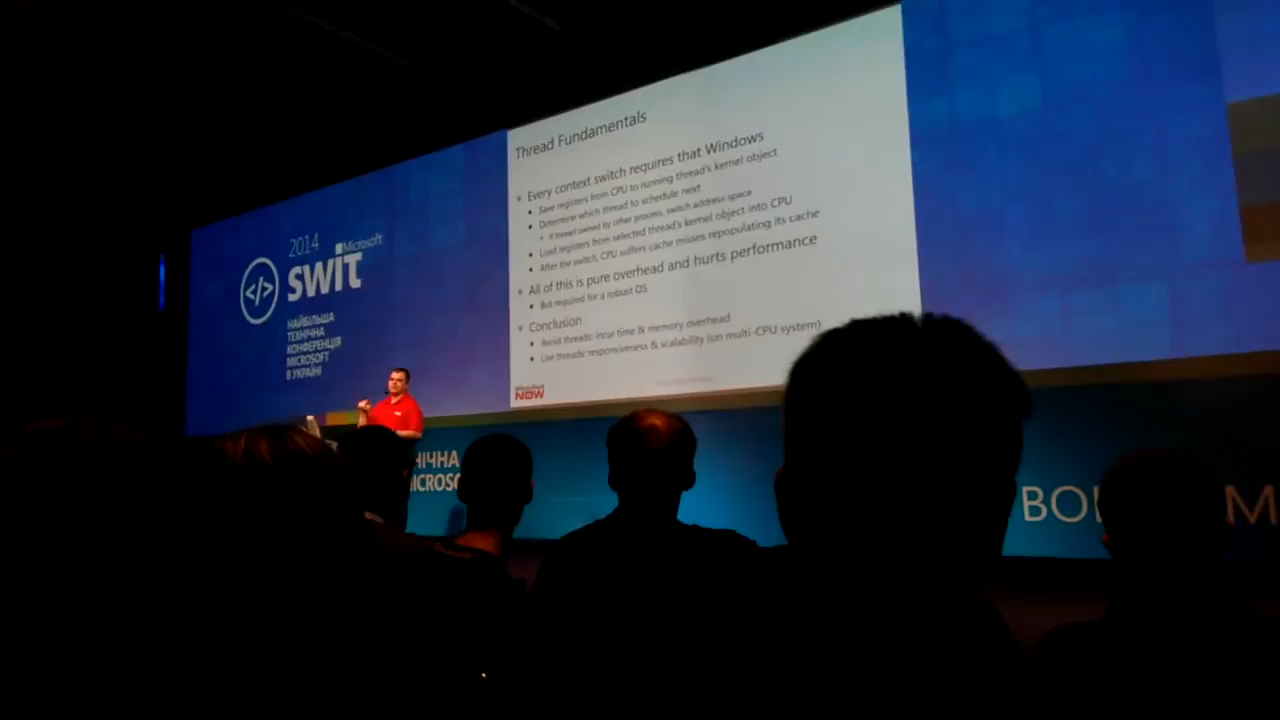 2014
Microsoft
</>
SWIT
НАЙБІЛЬША
ТЕХНІЧНА
КОНФЕРЕНЦІЯ
MICROSOFT
В УКРАЇНІ
Thread Fundamentals
Every context switch requires that Windows
Save registers from CPU to running thread's kernel object
Determine which thread to schedule next
If thread owned by other process, switch address space
Load registers from selected thread's kernel object into CPU
After the switch, CPU suffers cache misses repopulating its cache
All of this is pure overhead and hurts performance
But required for a robust OS
Conclusion
Avoid threads: incur time & memory overhead
Use threads: responsiveness & scalability (on multi-CPU system)
NOW
НІЧНА
ICROSO
ВО
М